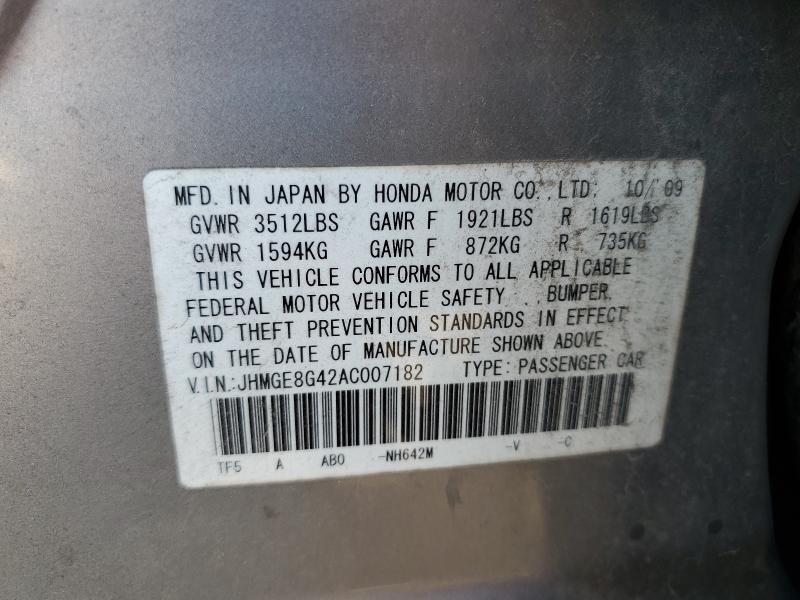 MFD. IN JAPAN BY HONDA MOTOR CO., LTD. 10/09
GVWR 3512LBS GAWR F 1921LBS R 1619LBS
GVWR 1594KG GAWR F 872KG R 735KG
THIS VEHICLE CONFORMS TO ALL APPLICABLE
FEDERAL MOTOR VEHICLE SAFETY , BUMPER,
AND THEFT PREVENTION STANDARDS IN EFFECT
ON THE DATE OF MANUFACTURE SHOWN ABOVE.
V.I.N.:JHMGE8G42AC007182 TYPE: PASSENGER CAR
TF5 A AB0 -NH642M -V -C